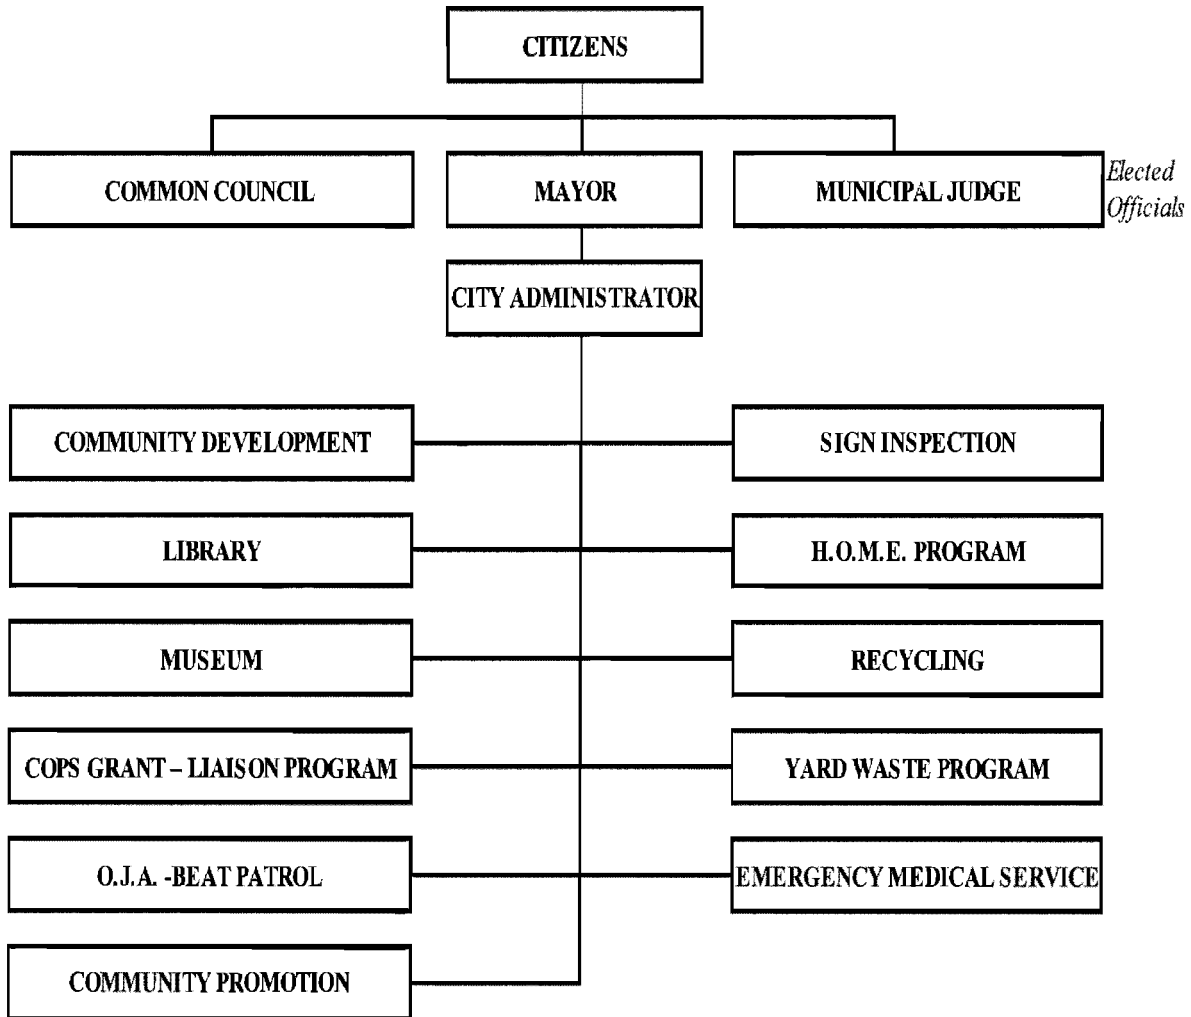 CITIZENS
COMMON COUNCIL
MAYOR
MUNICIPAL JUDGE
Elected
Officials
CITY ADMINISTRATOR
COMMUNITY DEVELOPMENT
SIGN INSPECTION
LIBRARY
H.O.M.E. PROGRAM
MUSEUM
RECYCLING
COPS GRANT – LIAISON PROGRAM
YARD WASTE PROGRAM
O.J.A. -BEAT PATROL
EMERGENCY MEDICAL SERVICE
COMMUNITY PROMOTION